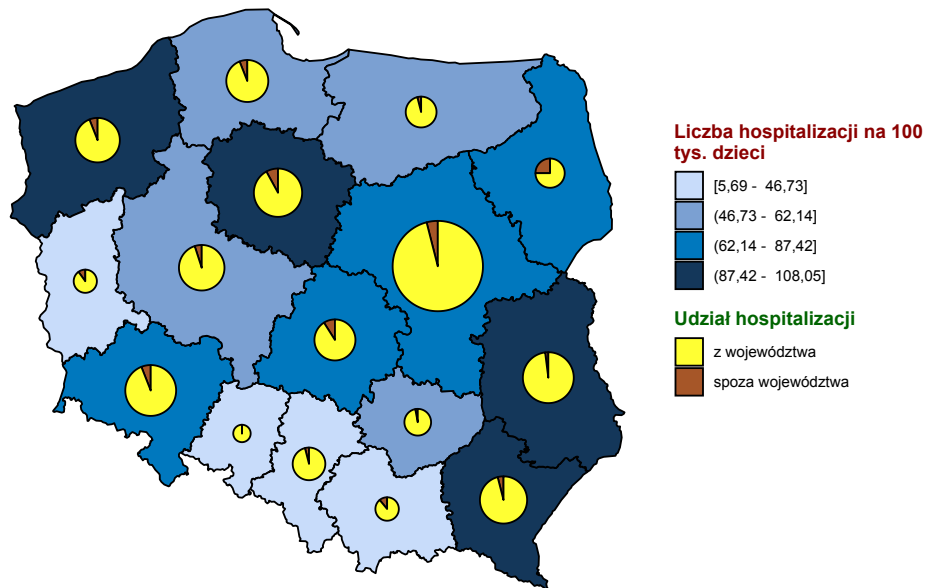 Liczba hospitalizacji na 100
tys. dzieci
[5,69 - 46,73]
(46,73 - 62,14]
(62,14 - 87,42]
(87,42 - 108,05]
Udział hospitalizacji
z województwa
spoza województwa